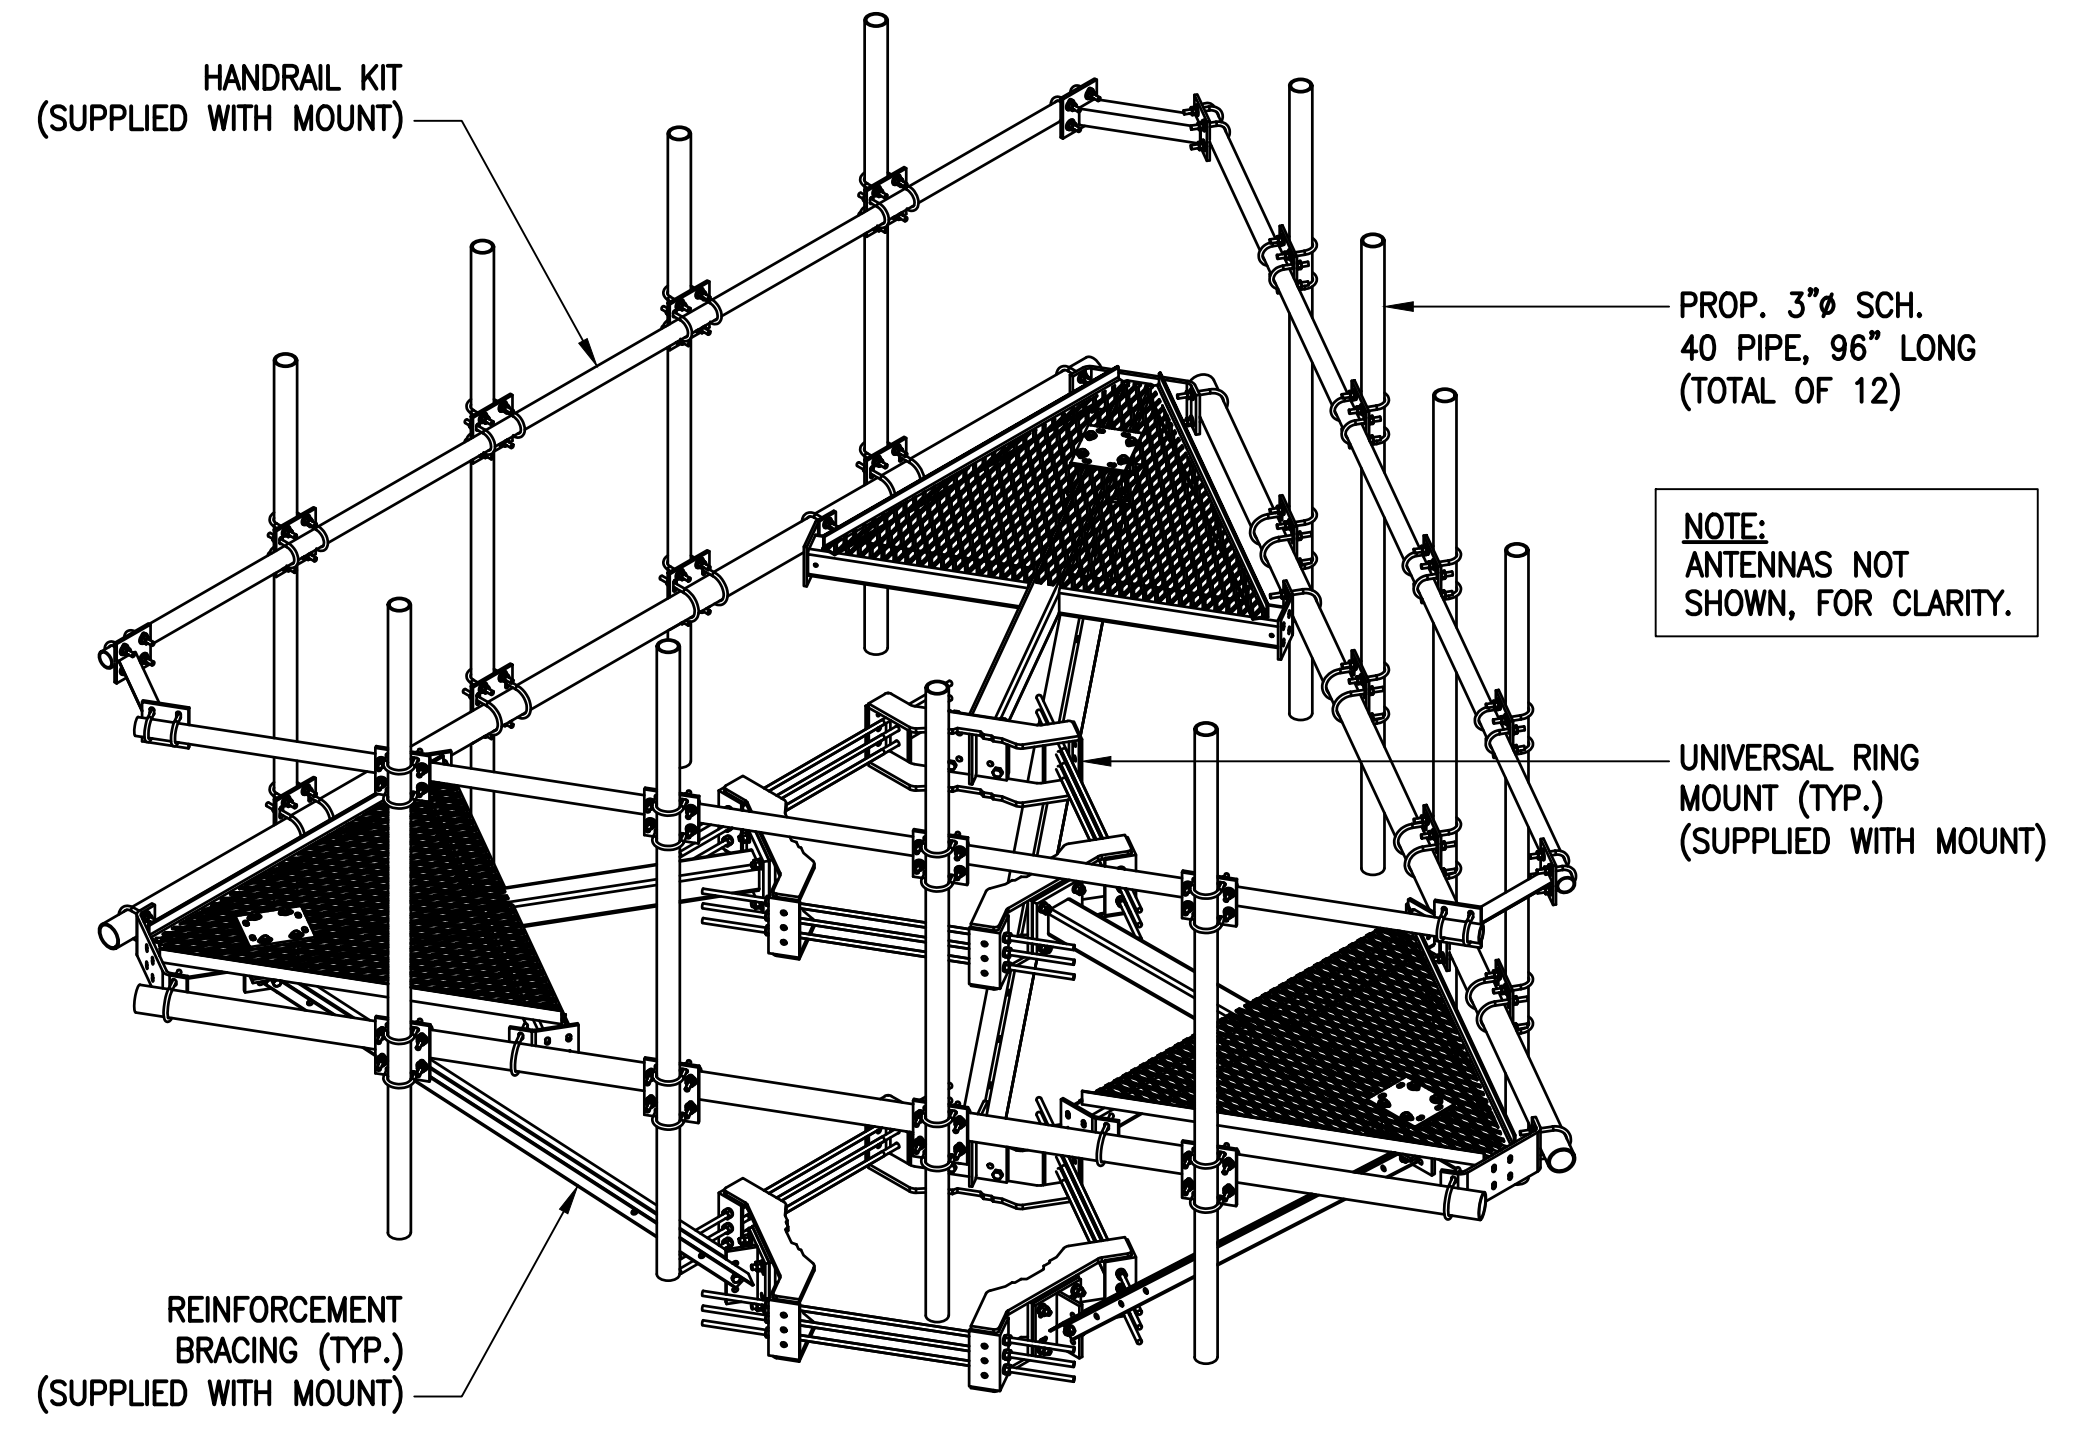 HANDRAIL KIT
(SUPPLIED WITH MOUNT)
PROP. 3"ø SCH.
40 PIPE, 96" LONG
(TOTAL OF 12)
NOTE:
ANTENNAS NOT
SHOWN, FOR CLARITY.
UNIVERSAL RING
MOUNT (TYP.)
(SUPPLIED WITH MOUNT)
REINFORCEMENT
BRACING (TYP.)
(SUPPLIED WITH MOUNT)